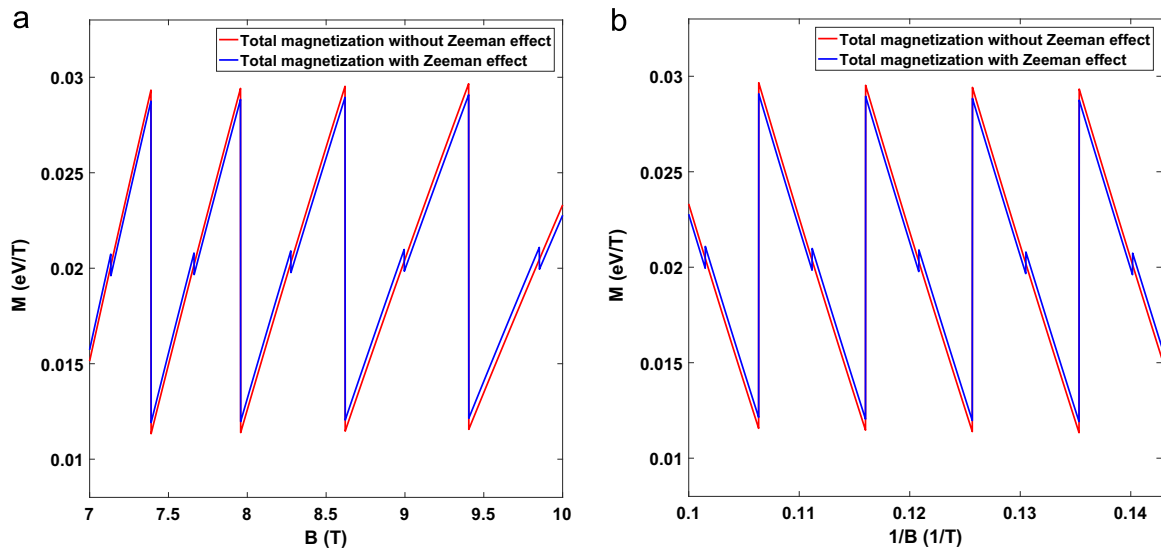 a
Total magnetization without Zeeman effect
Total magnetization with Zeeman effect
0.03
0.025
0.02
0.015
0.01
M (eV/T)
7
7.5
8
8.5
9
9.5
10
B (T)
b
Total magnetization without Zeeman effect
Total magnetization with Zeeman effect
0.03
0.025
0.02
0.015
0.01
M (eV/T)
0.1
0.11
0.12
0.13
0.14
1/B (1/T)